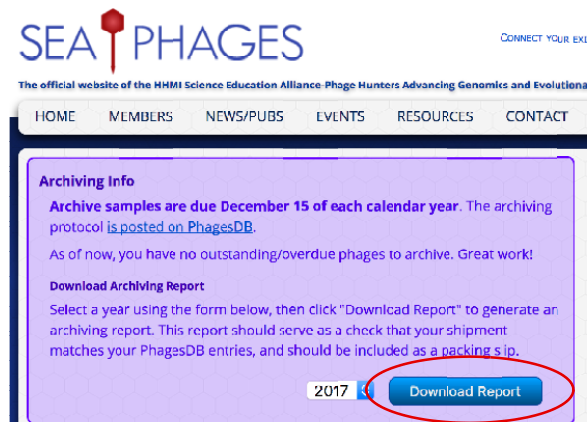 SEA PHAGES
CONNECT YOUR
The official website of the HHMI Science Education Alliance-Phage Hunters Advancing Genomics and Evolutiona
HOME MEMBERS NEWS/PUBS EVENTS RESOURCES CONTACT
Archiving Info
Archive samples are due December 15 of each calendar year. The archiving
protocol is posted on PhagesDB.
As of now, you have no outstanding/overdue phages to archive. Great work!
Download Archiving Report
Select a year using the form below, then click "Download Report" to generate an
archiving report. This report should serve as a check that your shipment
matches your PhagesDB entries, and should be included as a packing slip.
2017 Download Report